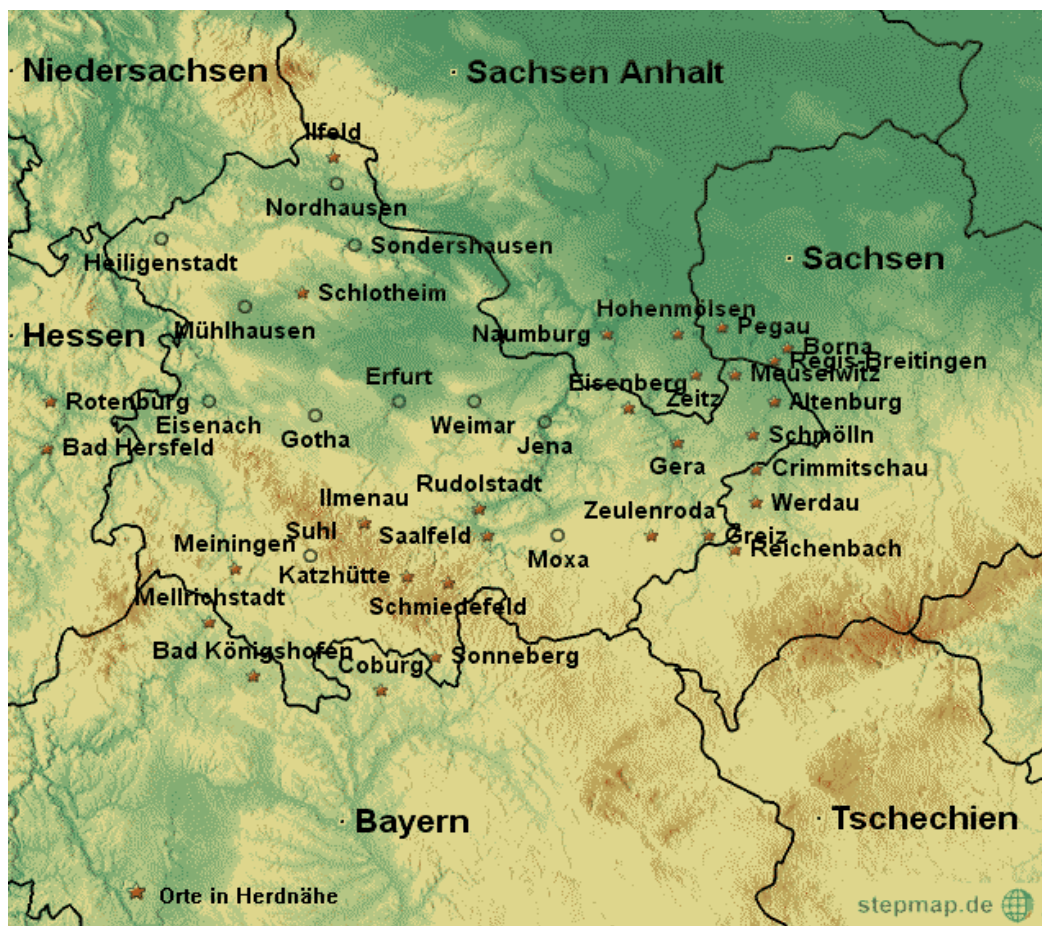 Niedersachsen
Sachsen Anhalt
Ilfeld
Nordhausen
Sondershausen
Heiligenstadt
Sachsen
Schlotheim
Hohenmölsen
Mühlhausen
Hessen
Naumburg
Pegau
Borna
Regis-Breitingen
Erfurt
Eisenberg
Meuselwitz
Zeitz
Rotenburg
Altenburg
Eisenach
Gotha
Weimar
Jena
Schmölln
Bad Hersfeld
Gera
Crimmitschau
Rudolstadt
Ilmenau
Werdau
Zeulenroda
Suhl
Saalfeld
Greiz
Meiningen
Reichenbach
Moxa
Katzhütte
Mellrichstadt
Schmiedefeld
Bad Königshofen
Coburg
Sonneberg
Bayern
Tschechien
Orte in Herdnähe
stepmap.de